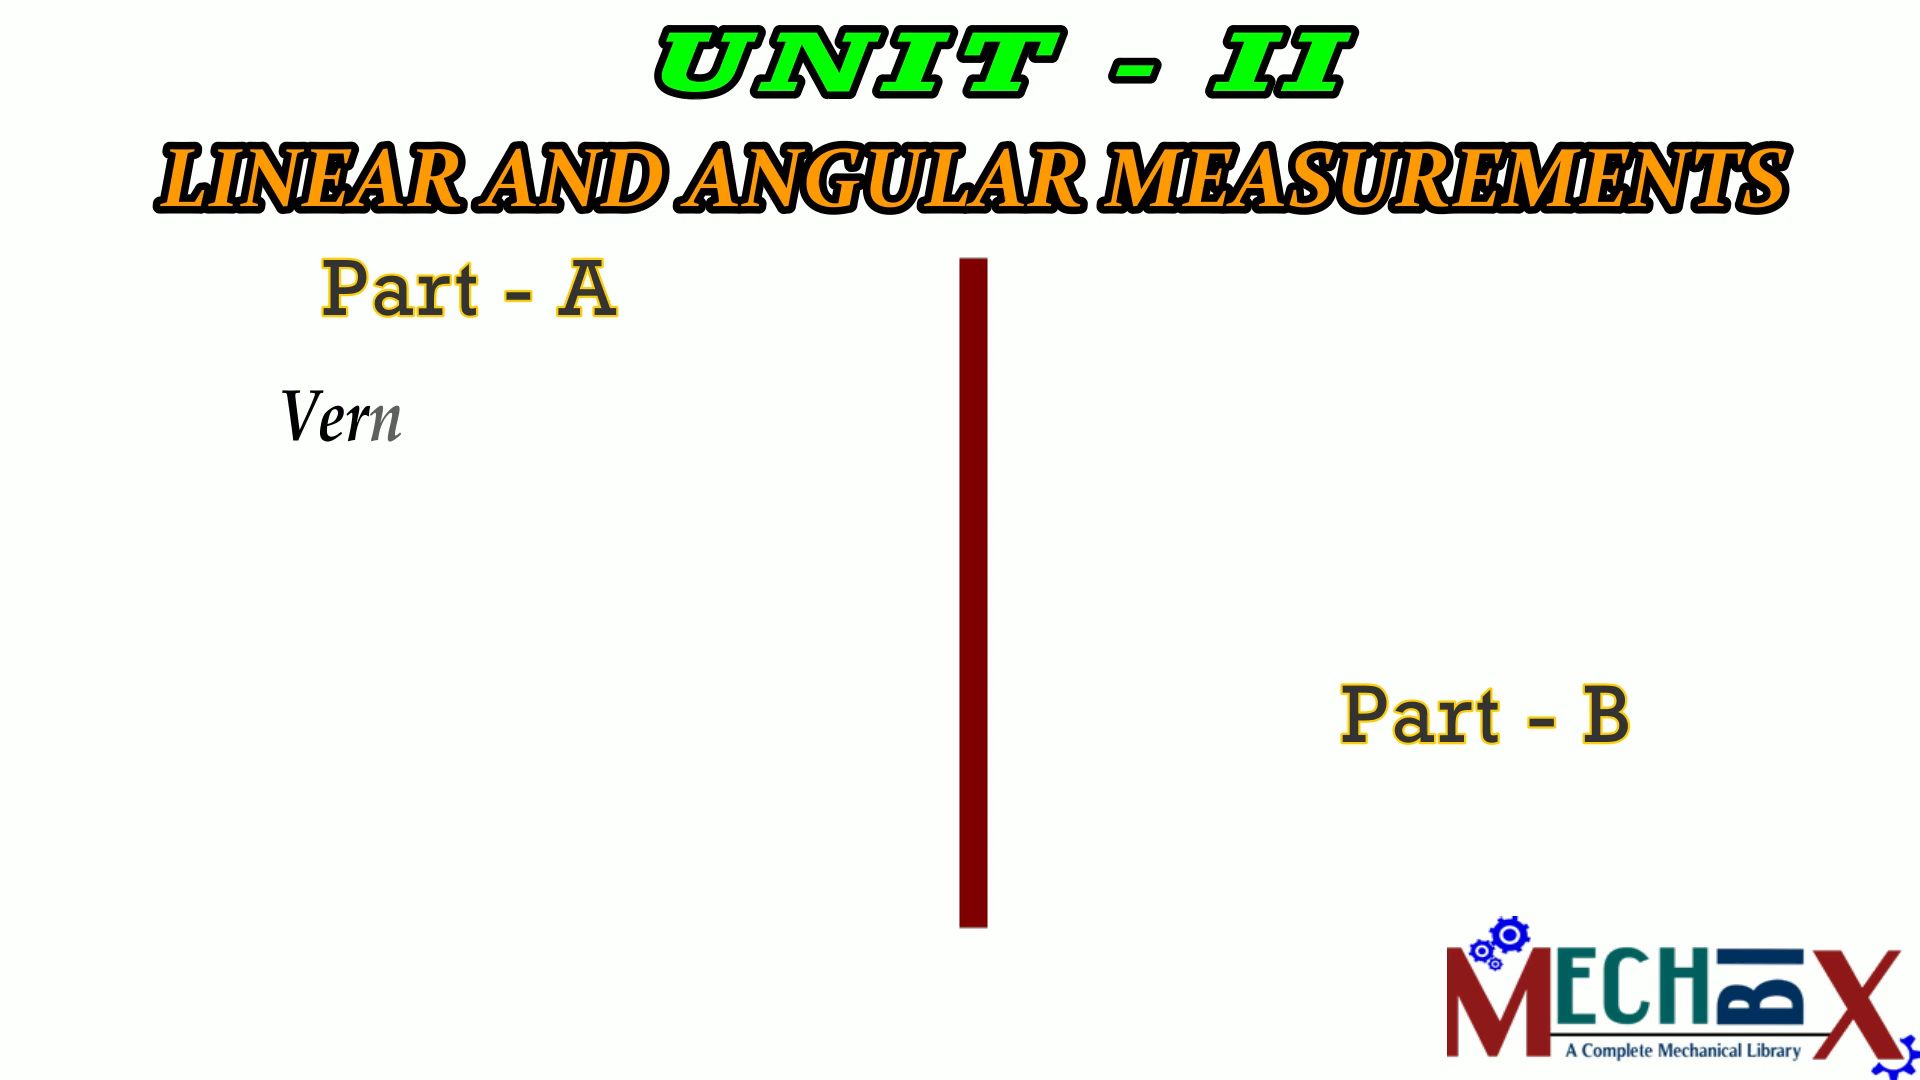 UNIT - II
LINEAR AND ANGULAR MEASUREMENTS
Part - A
Vern
Part - B
MECHBIX
A Complete Mechanical Library